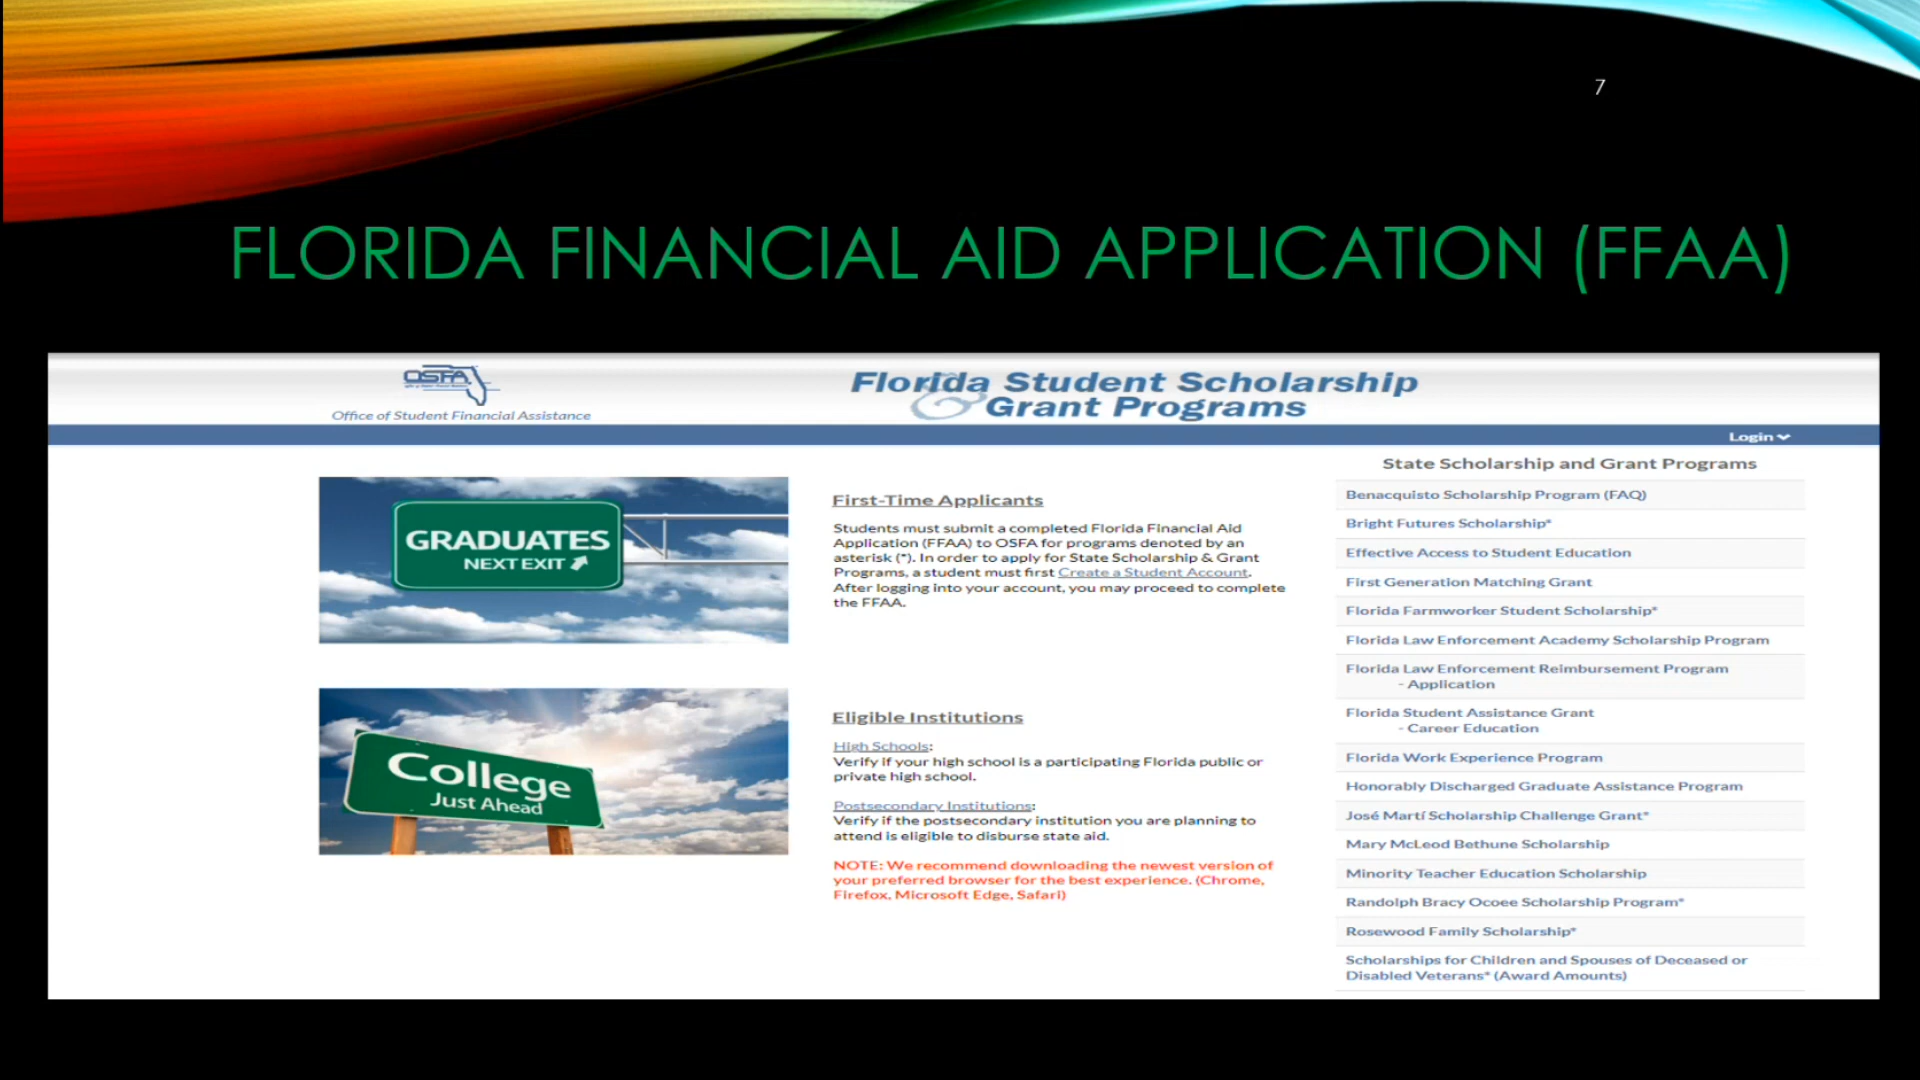 7
FLORIDA FINANCIAL AID APPLICATION (FFAA)
OSFA
Office of Student Financial Assistance
Florida Student Scholarship
& Grant Programs
Login
GRADUATES
NEXT EXIT
First-Time Applicants
Students must submit a completed Florida Financial Aid
Application (FFAA) to OSFA for programs denoted by an
asterisk (*). In order to apply for State Scholarship & Grant
Programs, a student must first Create a Student Account.
After logging into your account, you may proceed to complete
the FFAA.
College
Just Ahead
Eligible Institutions
High Schools:
Verify if your high school is a participating Florida public or
private high school.
Postsecondary Institutions:
Verify if the postsecondary institution you are planning to
attend is eligible to disburse state aid.
NOTE: We recommend downloading the newest version of
your preferred browser for the best experience. (Chrome,
Firefox, Microsoft Edge, Safari)
State Scholarship and Grant Programs
Benacquisto Scholarship Program (FAQ)
Bright Futures Scholarship*
Effective Access to Student Education
First Generation Matching Grant
Florida Farmworker Student Scholarship*
Florida Law Enforcement Academy Scholarship Program
Florida Law Enforcement Reimbursement Program
- Application
Florida Student Assistance Grant
- Career Education
Florida Work Experience Program
Honorably Discharged Graduate Assistance Program
José Martí Scholarship Challenge Grant*
Mary McLeod Bethune Scholarship
Minority Teacher Education Scholarship
Randolph Bracy Ocoee Scholarship Program*
Rosewood Family Scholarship*
Scholarships for Children and Spouses of Deceased or
Disabled Veterans* (Award Amounts)